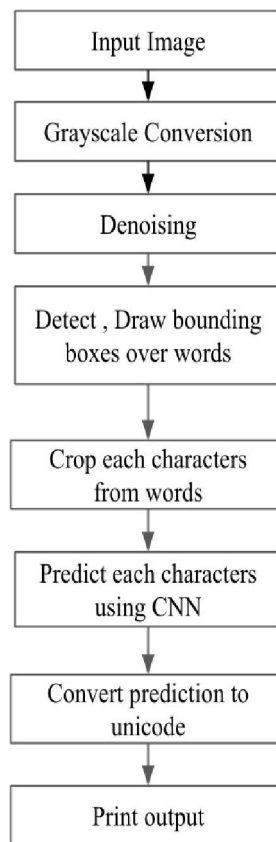 Input Image
Grayscale Conversion
Denoising
Detect , Draw bounding
boxes over words
Crop each characters
from words
Predict each characters
using CNN
Convert prediction to
unicode
Print output